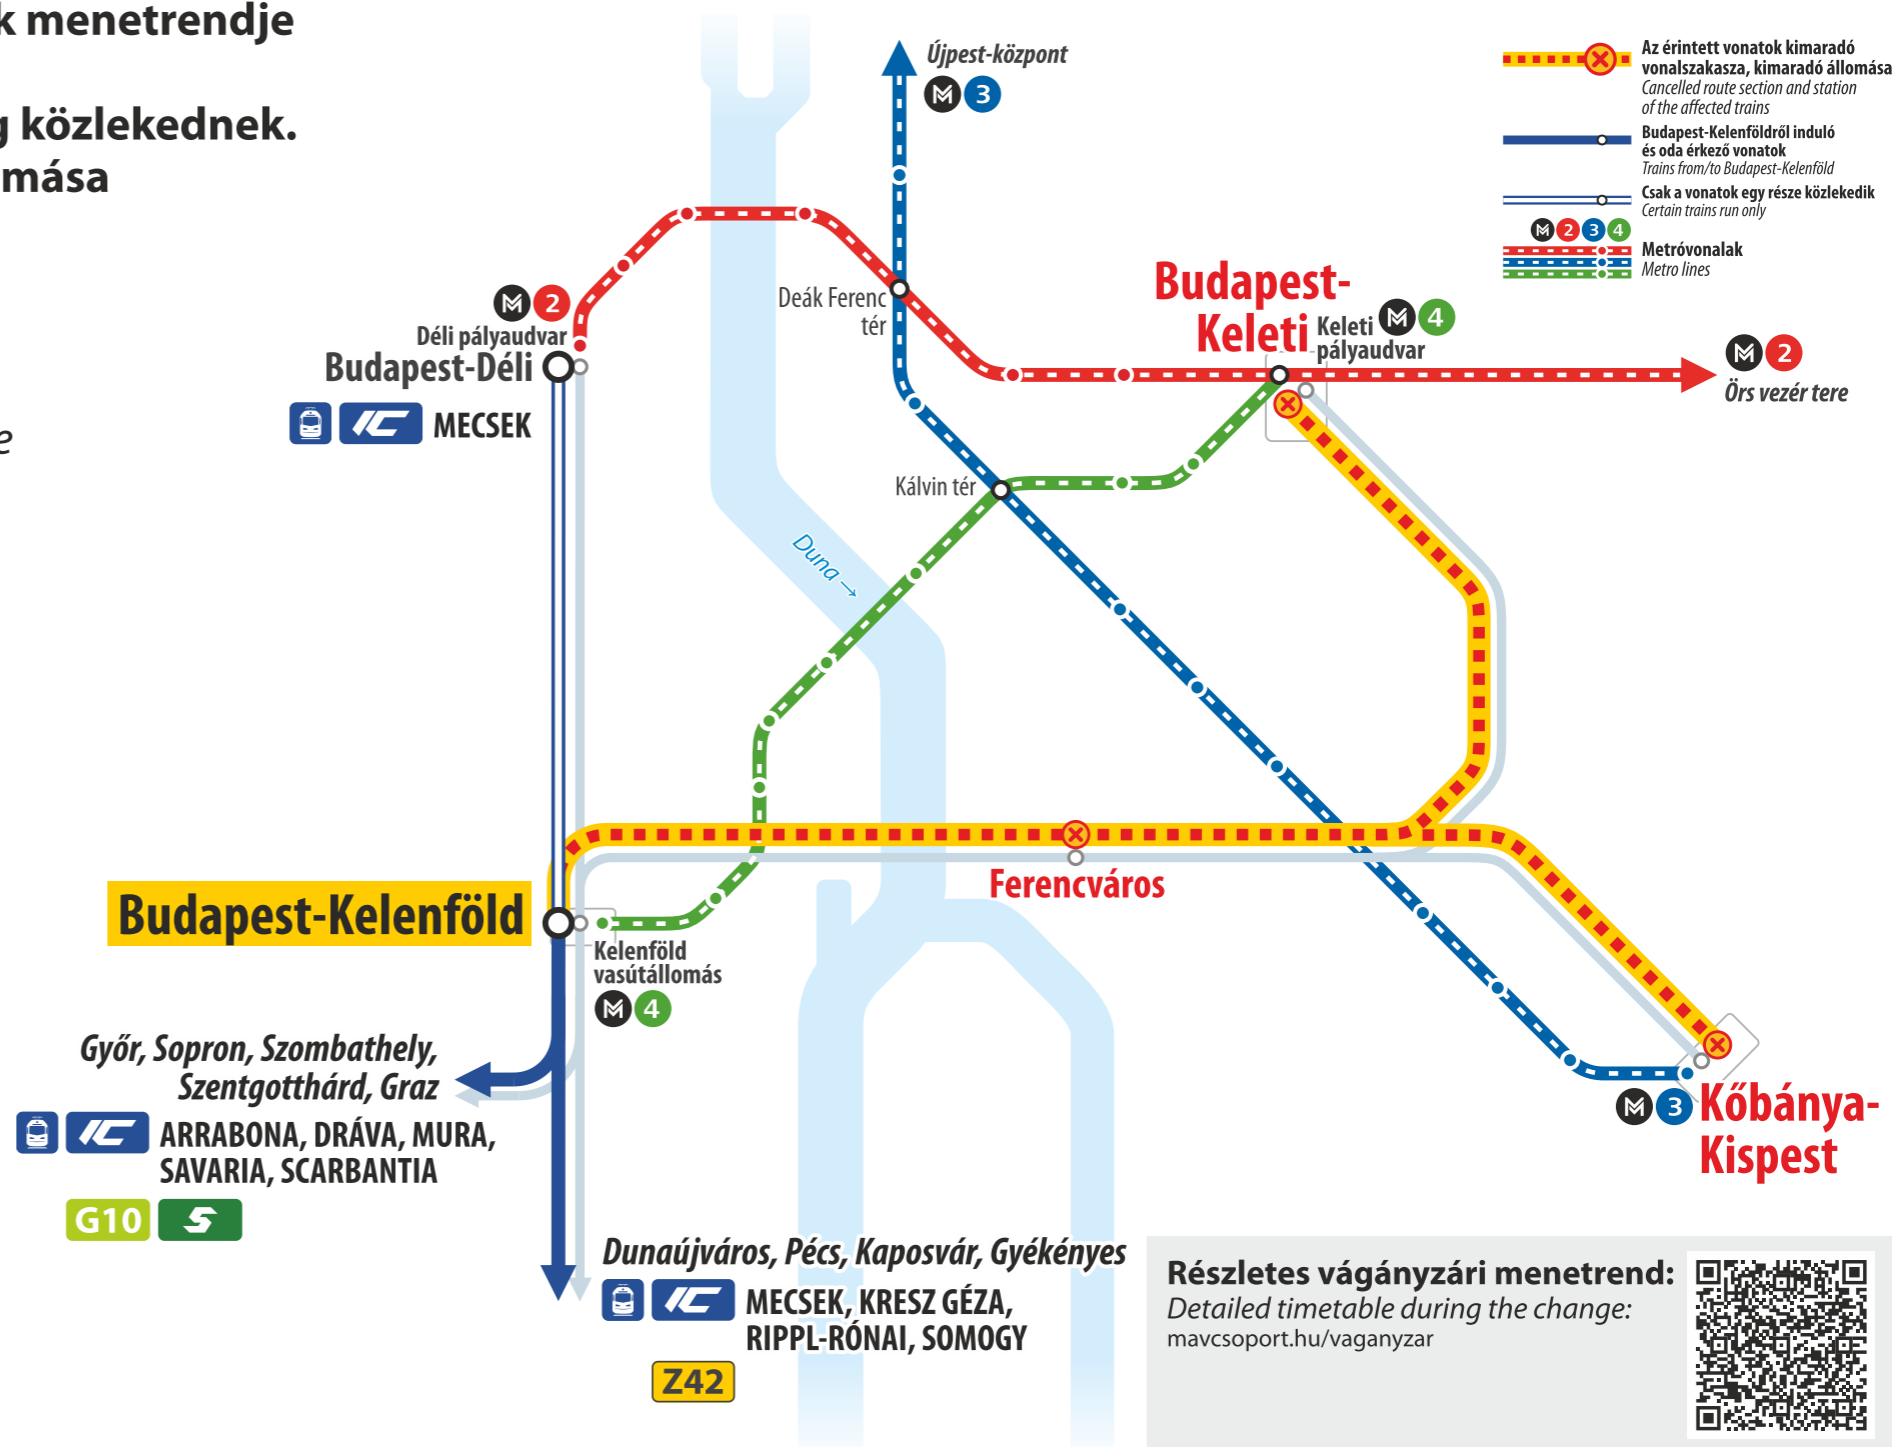 k menetrendje
g közlekednek.
mása
e
Újpest-központ
M 3
Az érintett vonatok kimaradó
vonalszakasza, kimaradó állomása
Cancelled route section and station
of the affected trains
Budapest-Kelenföldről induló
és oda érkező vonatok
Trains from/to Budapest-Kelenföld
Csak a vonatok egy része közlekedik
Certain trains run only
M 2 3 4
Metróvonalak
Metro lines
M 2
Déli pályaudvar
Budapest-Déli
IC MECSEK
Deák Ferenc
tér
Budapest-
Keleti
Keleti M 4
pályaudvar
M 2
Örs vezér tere
Kálvin tér
Duna →
Ferencváros
Budapest-Kelenföld
Kelenföld
vasútállomás
M 4
Győr, Sopron, Szombathely,
Szentgotthárd, Graz
IC ARRABONA, DRÁVA, MURA,
SAVARIA, SCARBANTIA
G10 S
M 3
Kőbánya-
Kispest
Dunaújváros, Pécs, Kaposvár, Gyékényes
IC MECSEK, KRESZ GÉZA,
RIPPL-RÓNAI, SOMOGY
Z42
Részletes vágányzári menetrend:
Detailed timetable during the change:
mavcsoport.hu/vaganyzar